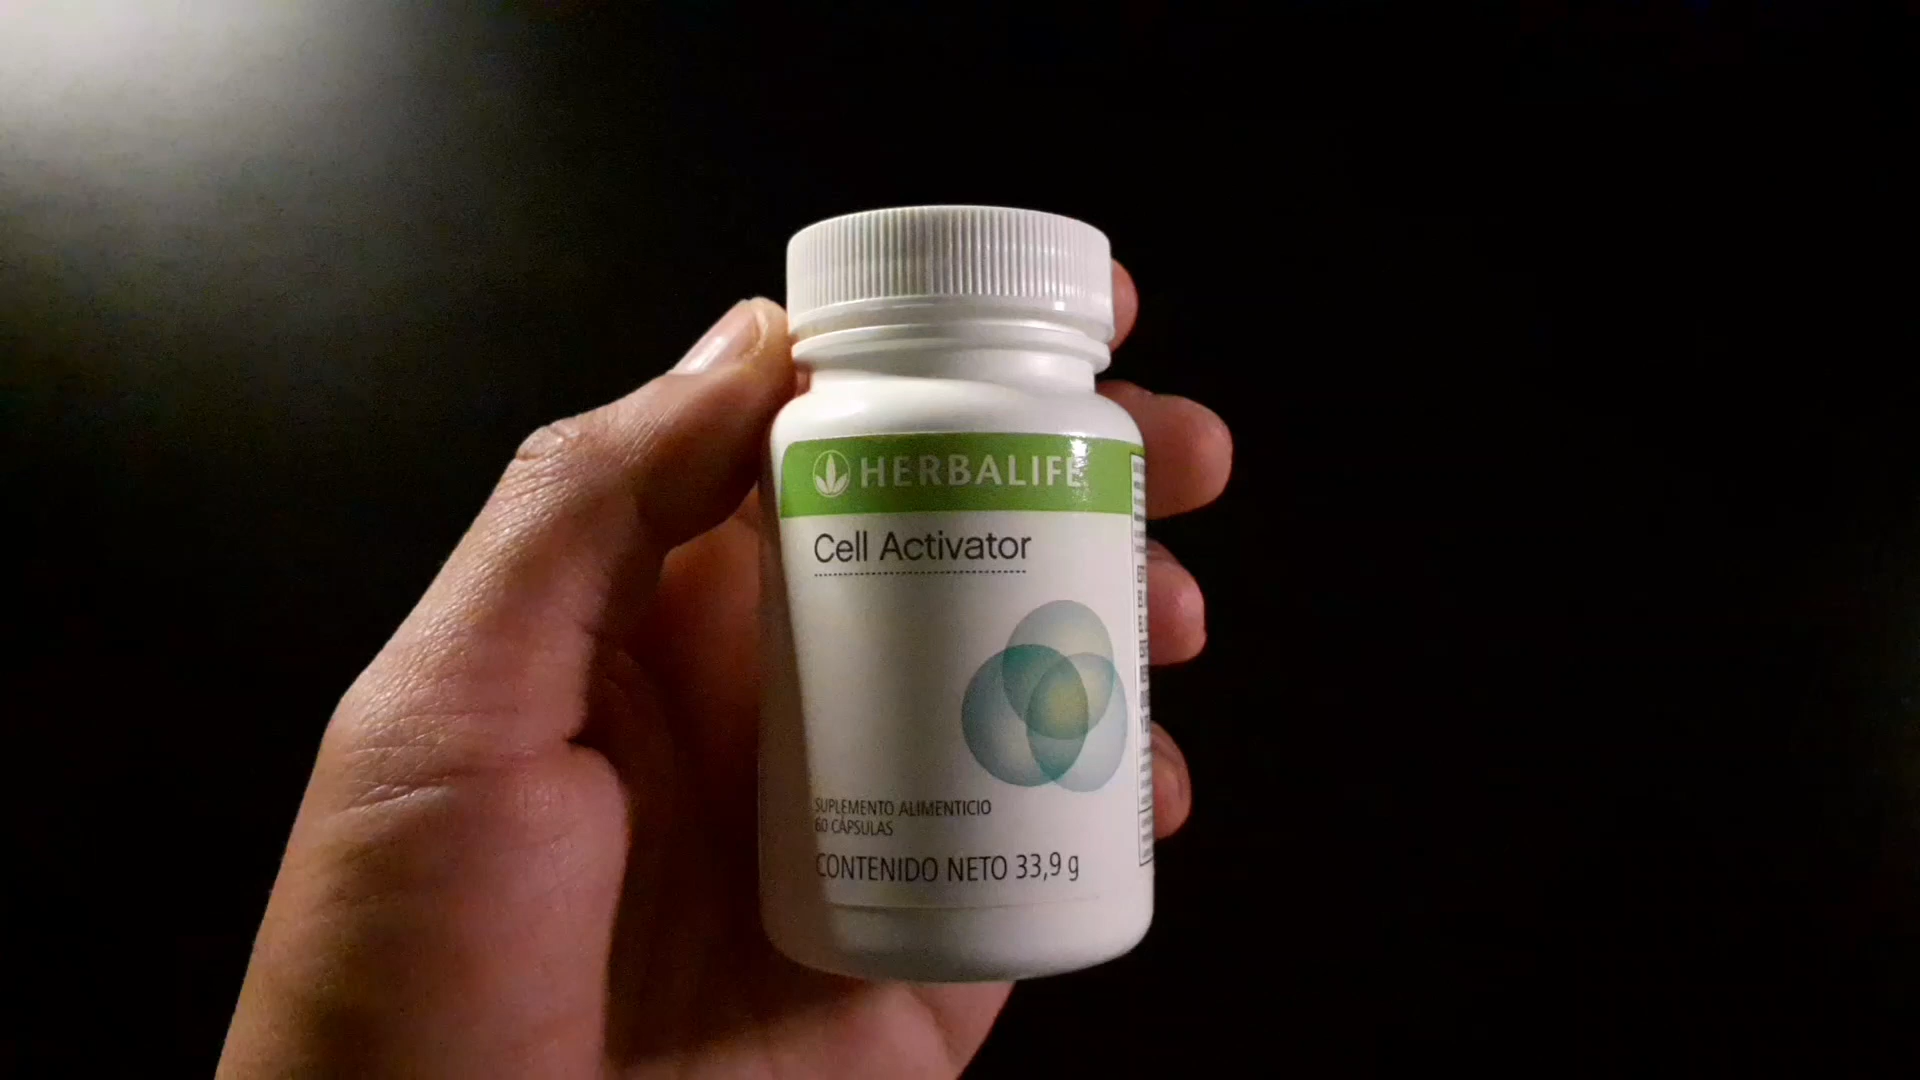 HERBALIFE
Cell Activator
SUPLEMENTO ALIMENTICIO
60 CÁPSULAS
CONTENIDO NETO 33,9 g